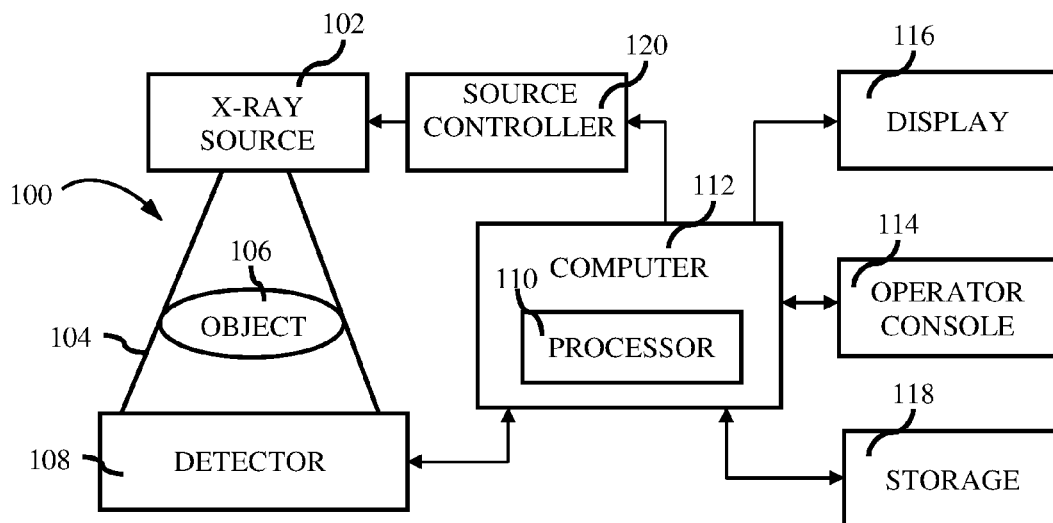 102
120
116
X-RAY
SOURCE
SOURCE
CONTROLLER
DISPLAY
100
112
114
106
110
COMPUTER
OPERATOR
CONSOLE
OBJECT
104
PROCESSOR
118
108
DETECTOR
STORAGE